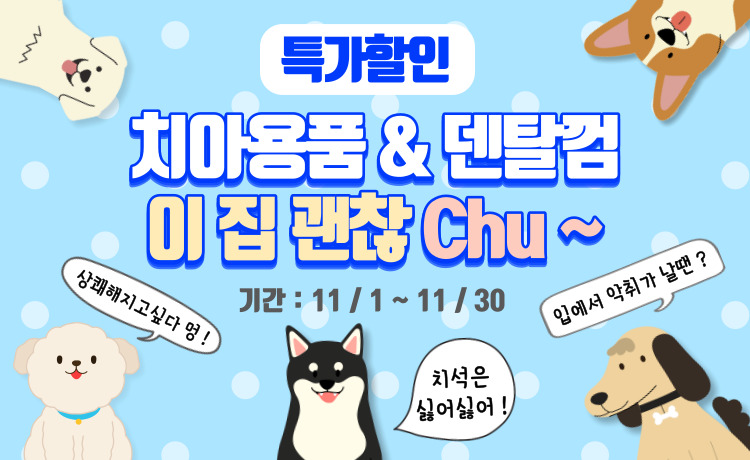 특가할인
치아용품 & 덴탈껌
이 집 괜찮 Chu ~
기간 : 11 / 1 ~ 11 / 30
상쾌해지고싶다 멍 !
입에서 악취가 날땐 ?
치석은
싫어싫어 !